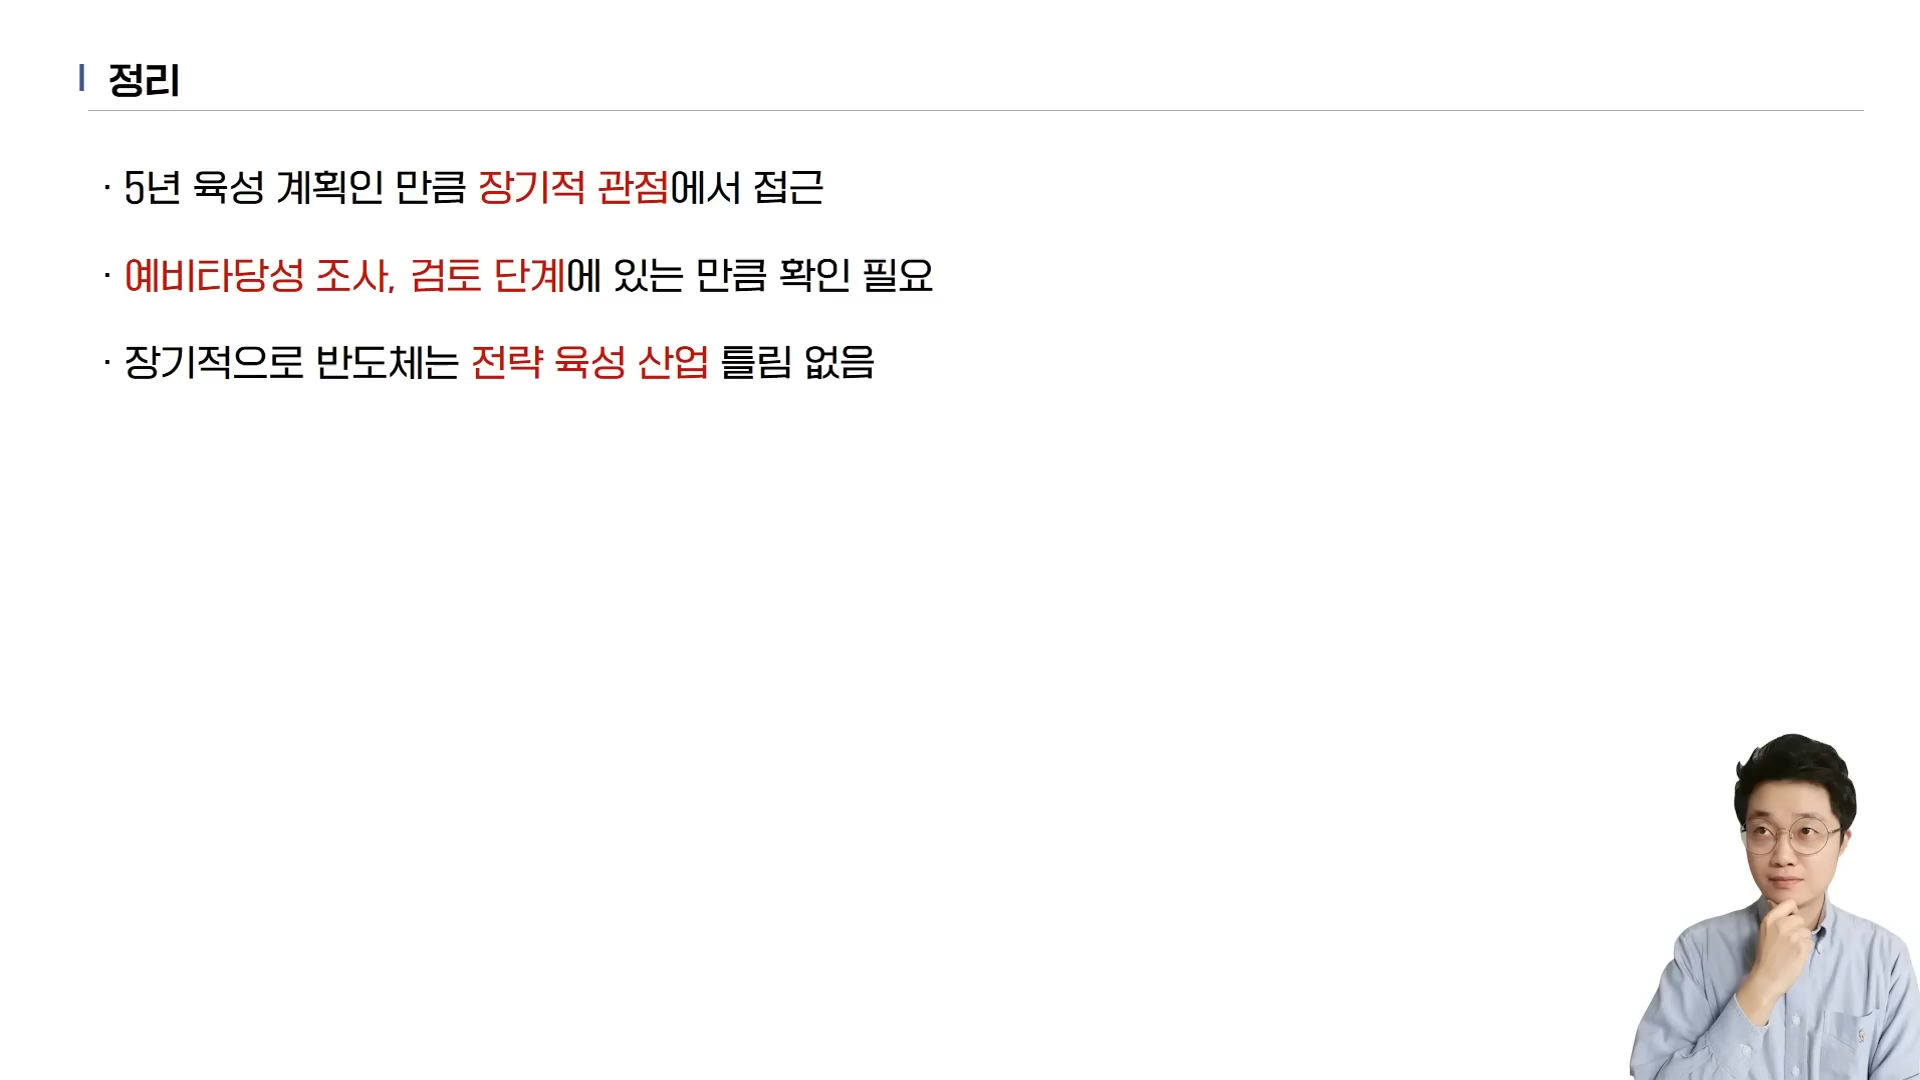 정리
· 5년 육성 계획인 만큼 장기적 관점에서 접근
· 예비타당성 조사, 검토 단계에 있는 만큼 확인 필요
· 장기적으로 반도체는 전략 육성 산업 틀림 없음